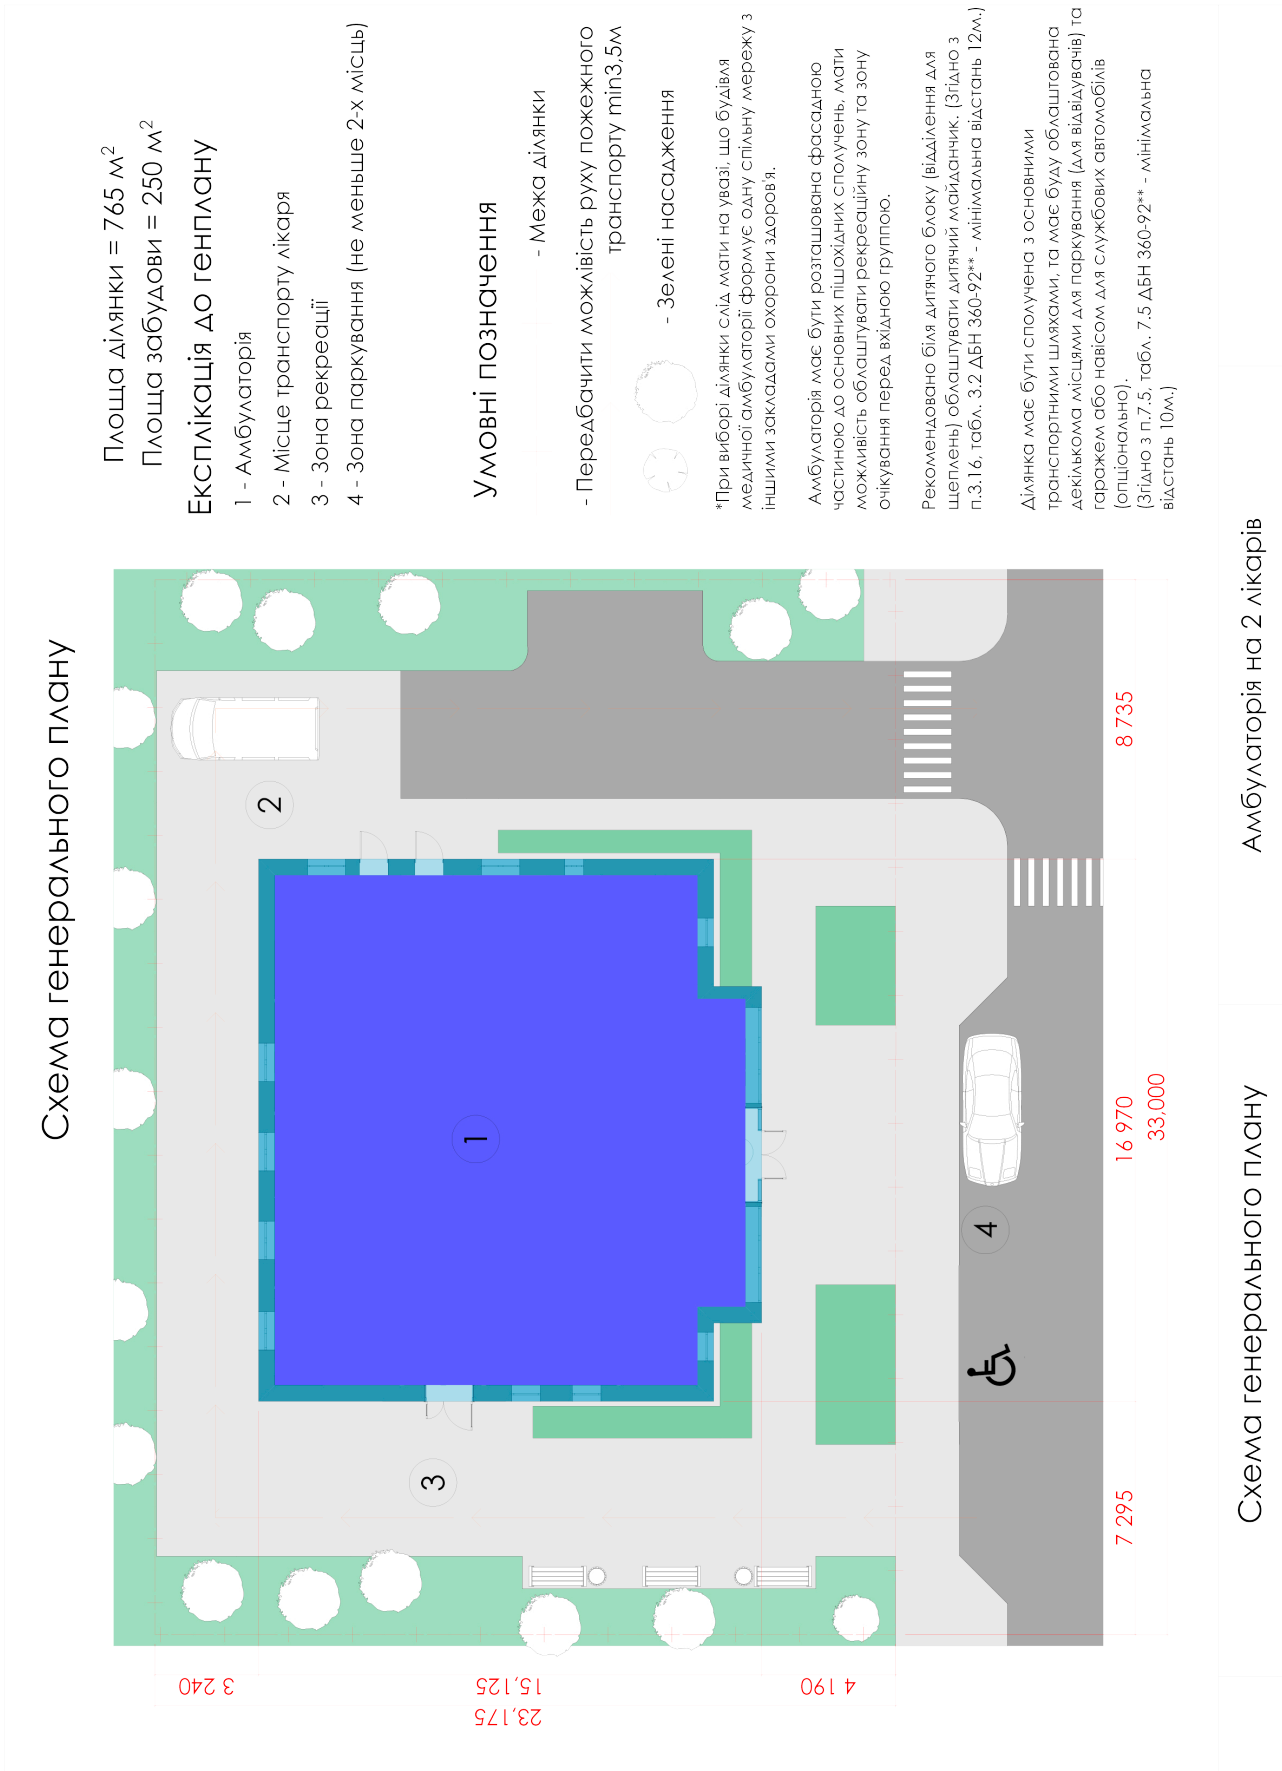 Схема генерального плану
Площа ділянки = 765 м²
Площа забудови = 250 м²
Експлікація до генплану
1 - Амбулаторія
2 - Місце транспорту лікаря
3 - Зона рекреації
4 - Зона паркування (не меньше 2-х місць)
Умовні позначення
- Межа ділянки
- Передбачити можлівість руху пожежного
транспорту min3,5м
- Зелені насадження
*При виборі ділянки слід мати на увазі, що будівля
медичної амбулаторії формує одну спільну мережу з
іншими закладами охорони здоров'я.
Амбулаторія має бути розташована фасадною
частиною до основних пішохідних сполучень, мати
можливість облаштувати рекреаційну зону та зону
очікування перед вхідною группою.
Рекомендовано біля дитячого блоку (відділення для
щеплень) облаштувати дитячий майданчик. (Згідно з
п.3.16, табл. 3.2 ДБН 360-92** - мінімальна відстань 12м.)
Ділянка має бути сполучена з основними
транспортними шляхами, та має буду облаштована
декількома місцями для паркування (для відвідувачів) та
гаражем або навісом для службових автомобілів
(опціонально).
(Згідно з п.7.5, табл. 7.5 ДБН 360-92** - мінімальна
відстань 10м.)
1
2
3
4
7 295
16 970
8 735
33,000
3 240
15,125
4 190
23,175
Схема генерального плану
Амбулаторія на 2 лікарів